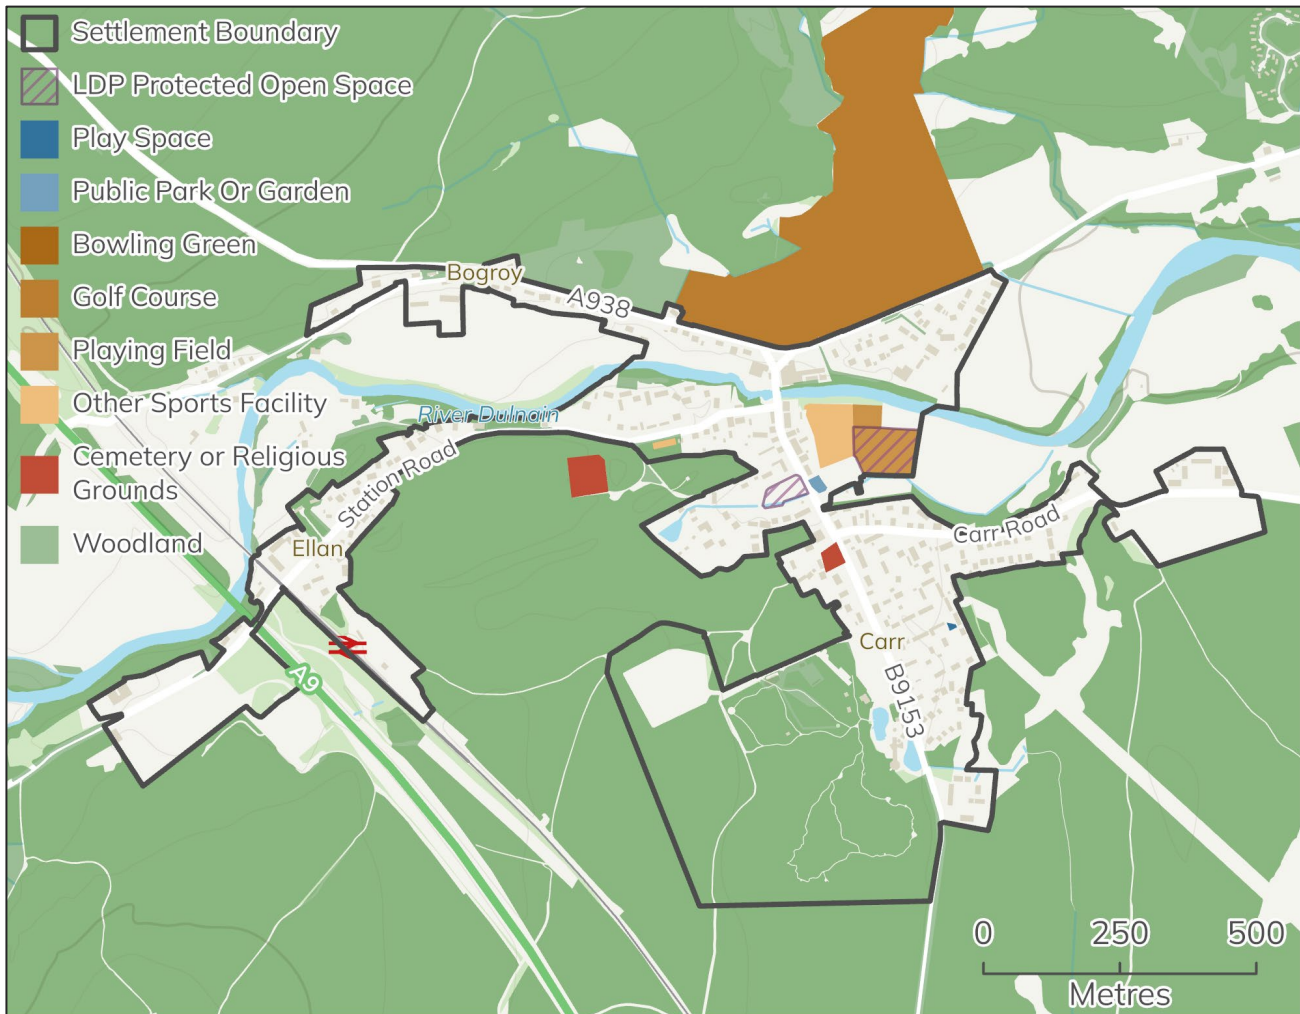 Settlement Boundary
LDP Protected Open Space
Play Space
Public Park Or Garden
Bowling Green
Golf Course
Playing Field
Other Sports Facility
Cemetery or Religious
Grounds
Woodland
Bogroy
A938
River Dulnain
Station Road
Ellan
Carr Road
Carr
B9153
A9
0 250 500
Metres